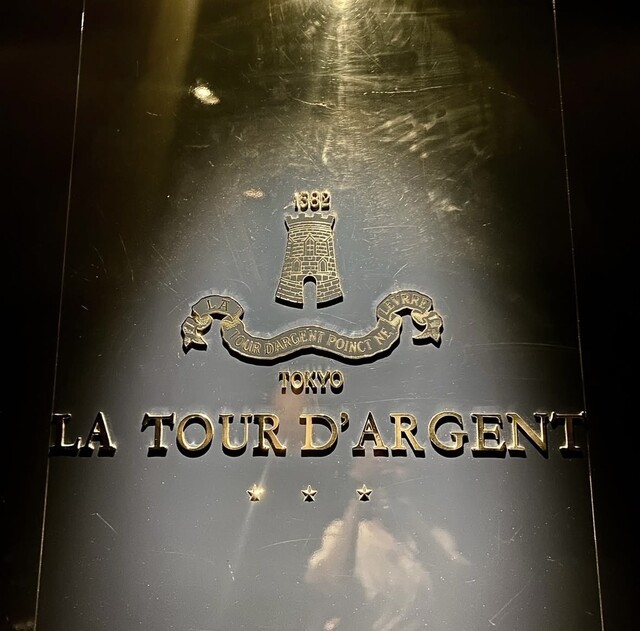 1582
LA TOUR D'ARGENT POINCT NE LEVRRE
TOKYO
LA TOUR D'ARGENT